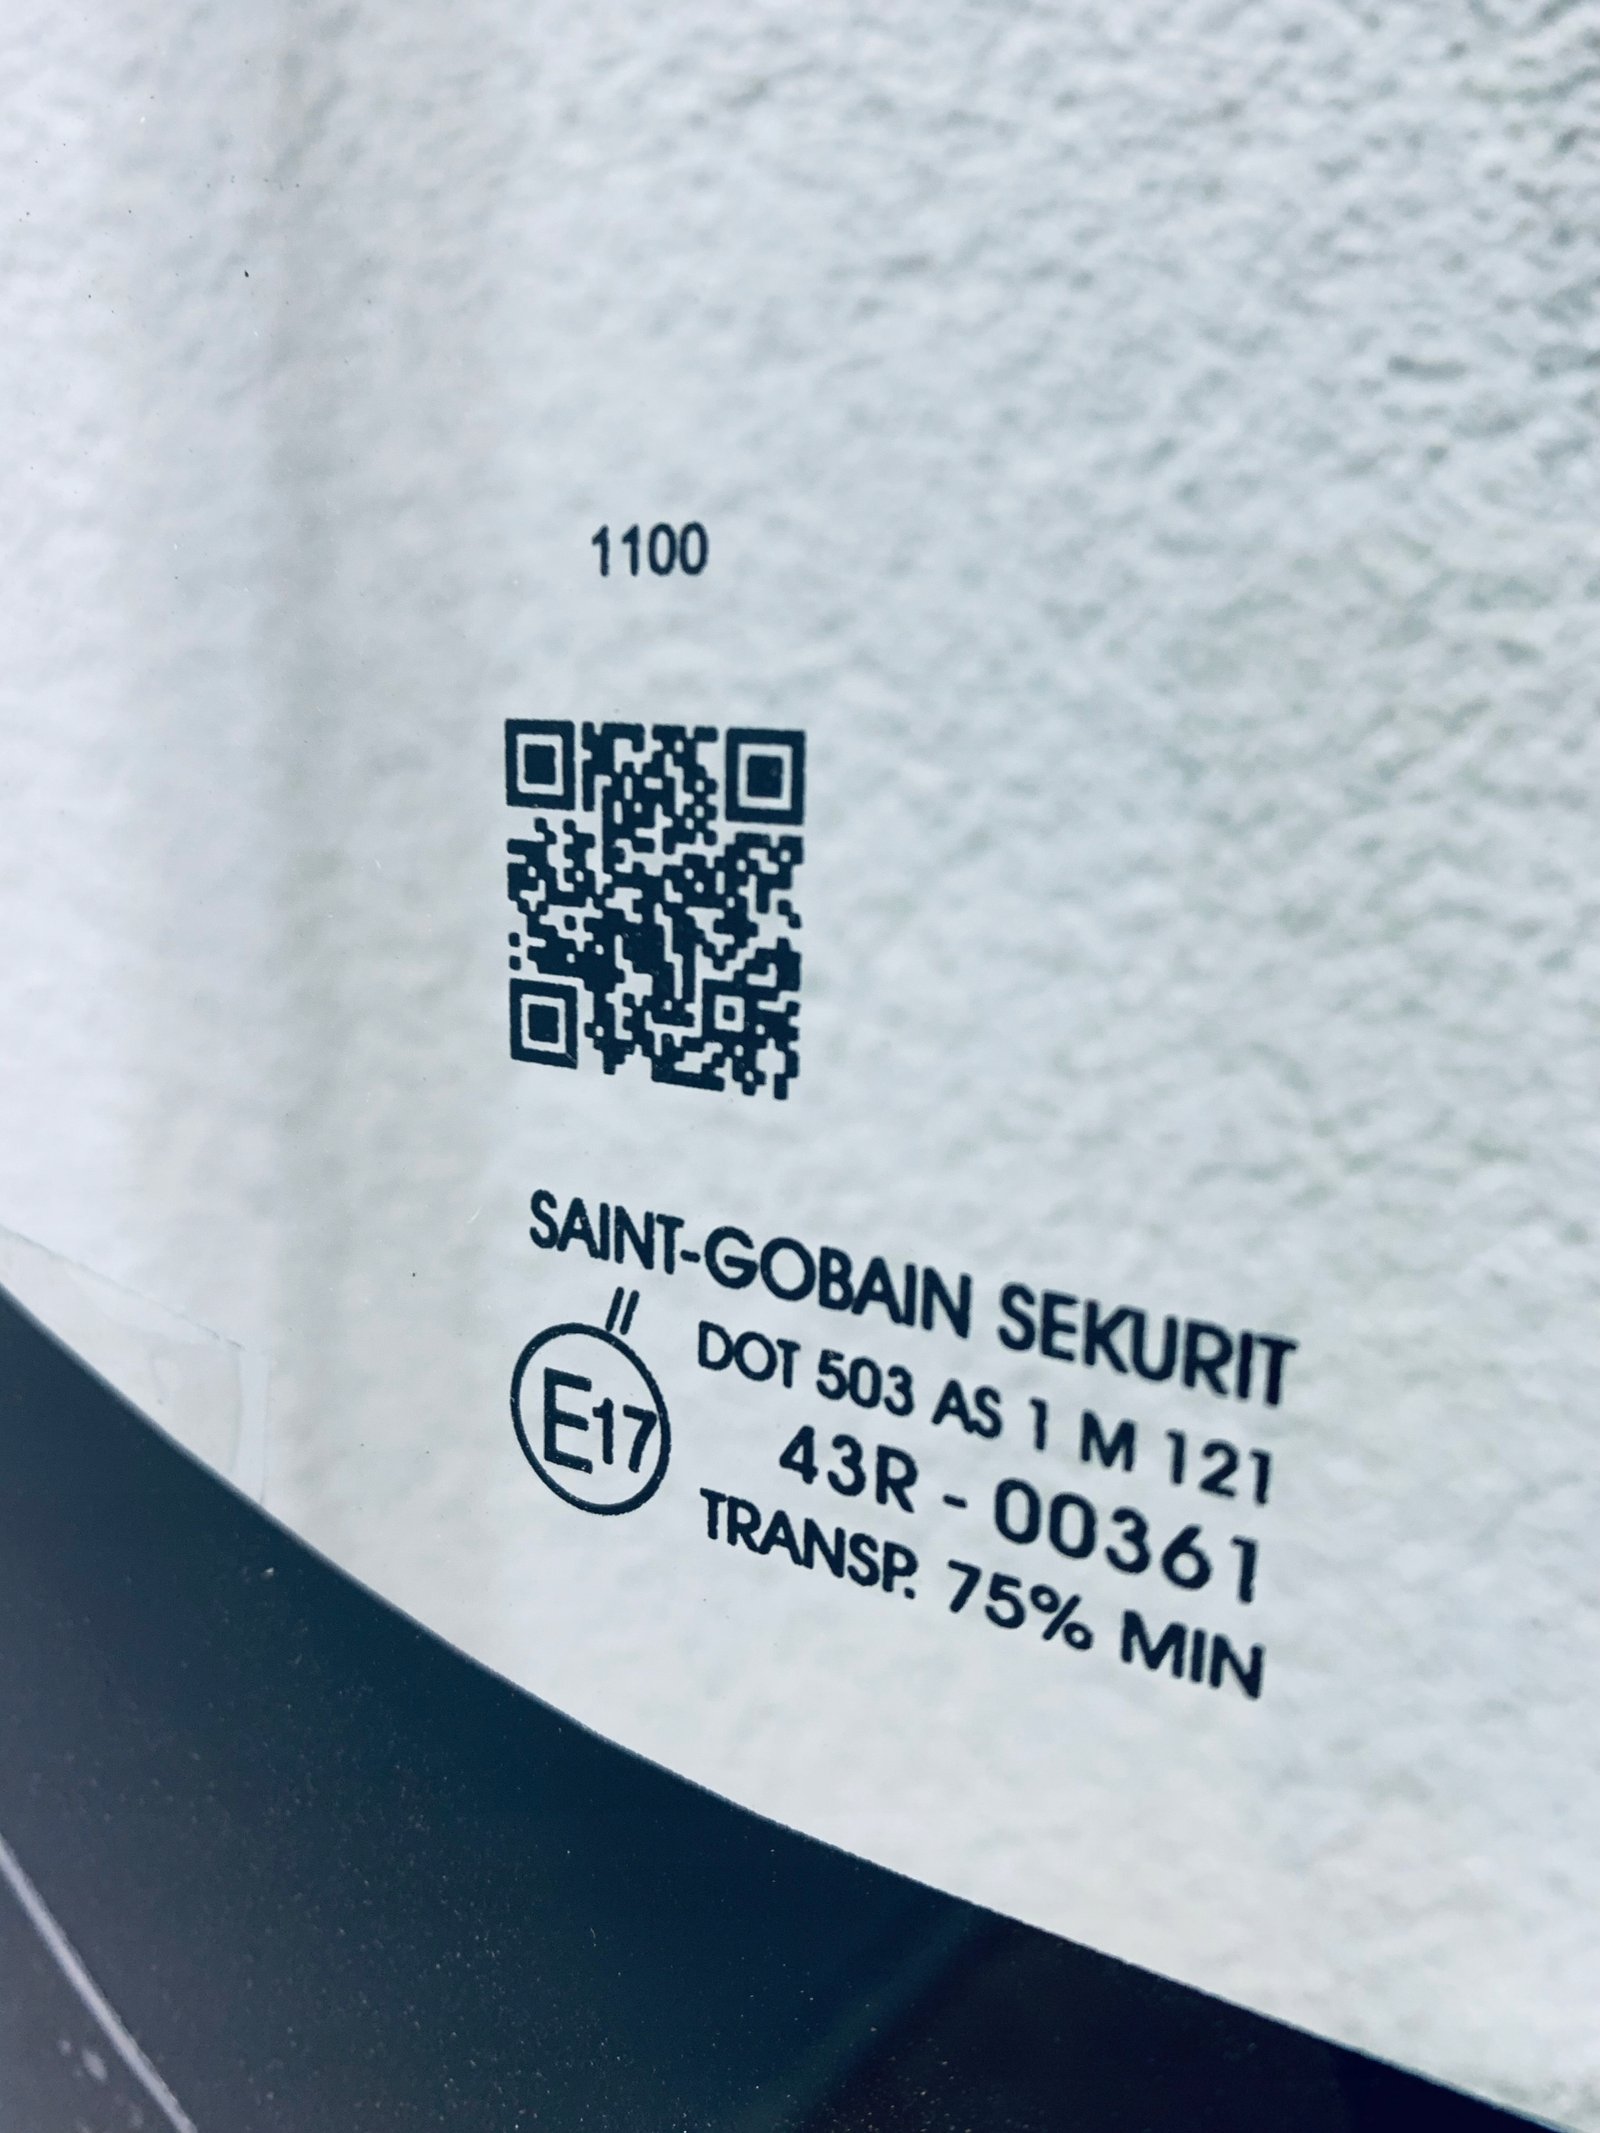 1100
SAINT-GOBAIN SEKURIT
//
DOT 503 AS 1 M 121
E17
43R - 00361
TRANSP. 75% MIN